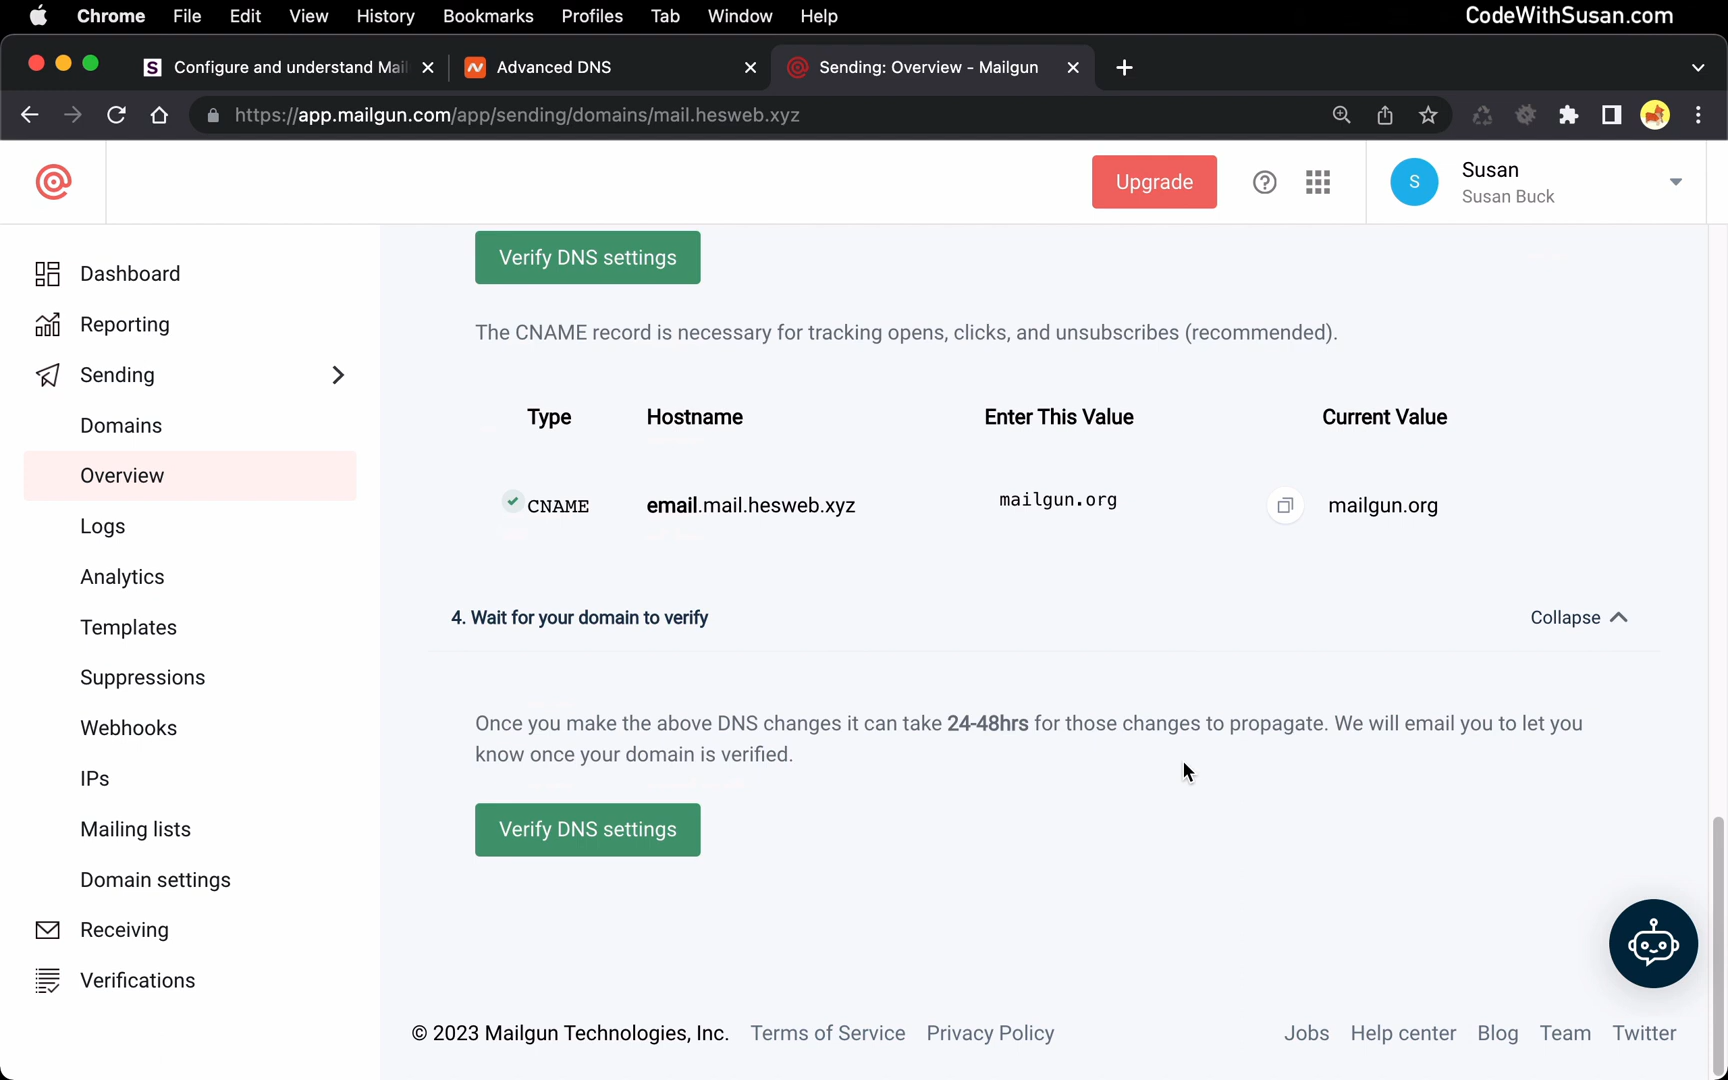 Chrome File Edit View History Bookmarks Profiles Tab Window Help
CodeWithSusan.com
S Configure and understand Mail
Advanced DNS
Sending: Overview - Mailgun
https://app.mailgun.com/app/sending/domains/mail.hesweb.xyz
Upgrade
S
Susan
Susan Buck
Dashboard
Reporting
Sending
Domains
Overview
Logs
Analytics
Templates
Suppressions
Webhooks
IPs
Mailing lists
Domain settings
Receiving
Verifications
Verify DNS settings
The CNAME record is necessary for tracking opens, clicks, and unsubscribes (recommended).
Type Hostname Enter This Value Current Value
CNAME email.mail.hesweb.xyz mailgun.org mailgun.org
4. Wait for your domain to verify
Collapse
Once you make the above DNS changes it can take 24-48hrs for those changes to propagate. We will email you to let you
know once your domain is verified.
Verify DNS settings
© 2023 Mailgun Technologies, Inc. Terms of Service Privacy Policy
Jobs Help center Blog Team Twitter